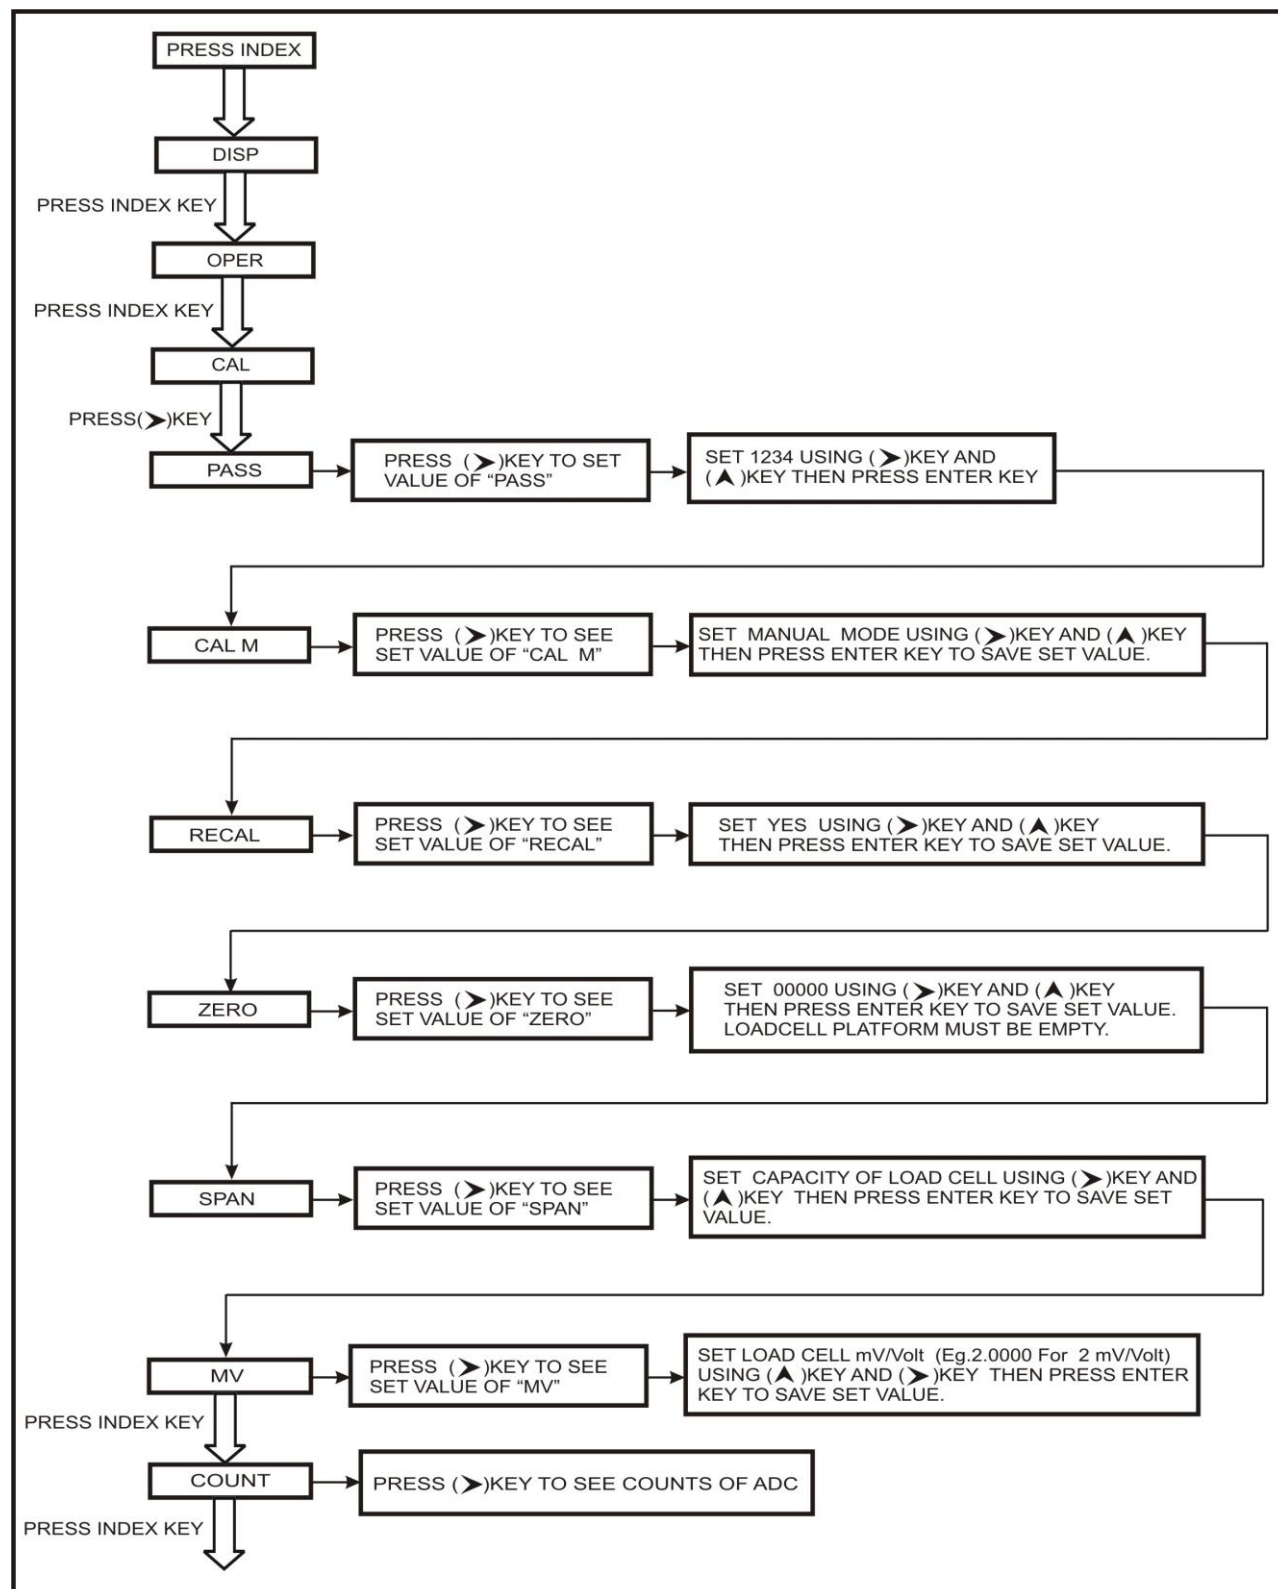 PRESS INDEX
DISP
PRESS INDEX KEY
OPER
PRESS INDEX KEY
CAL
PRESS(➤)KEY
PASS
PRESS (➤)KEY TO SET
VALUE OF “PASS”
SET 1234 USING (➤)KEY AND
(⮝)KEY THEN PRESS ENTER KEY
CAL M
PRESS (➤)KEY TO SEE
SET VALUE OF “CAL M”
SET MANUAL MODE USING (➤)KEY AND (⮝)KEY
THEN PRESS ENTER KEY TO SAVE SET VALUE.
RECAL
PRESS (➤)KEY TO SEE
SET VALUE OF “RECAL”
SET YES USING (➤)KEY AND (⮝)KEY
THEN PRESS ENTER KEY TO SAVE SET VALUE.
ZERO
PRESS (➤)KEY TO SEE
SET VALUE OF “ZERO”
SET 00000 USING (➤)KEY AND (⮝)KEY
THEN PRESS ENTER KEY TO SAVE SET VALUE.
LOADCELL PLATFORM MUST BE EMPTY.
SPAN
PRESS (➤)KEY TO SEE
SET VALUE OF “SPAN”
SET CAPACITY OF LOAD CELL USING (➤)KEY AND
(⮝)KEY THEN PRESS ENTER KEY TO SAVE SET
VALUE.
MV
PRESS (➤)KEY TO SEE
SET VALUE OF “MV”
SET LOAD CELL mV/Volt (Eg.2.0000 For 2 mV/Volt)
USING (⮝)KEY AND (➤)KEY THEN PRESS ENTER
KEY TO SAVE SET VALUE.
PRESS INDEX KEY
COUNT
PRESS (➤)KEY TO SEE COUNTS OF ADC
PRESS INDEX KEY